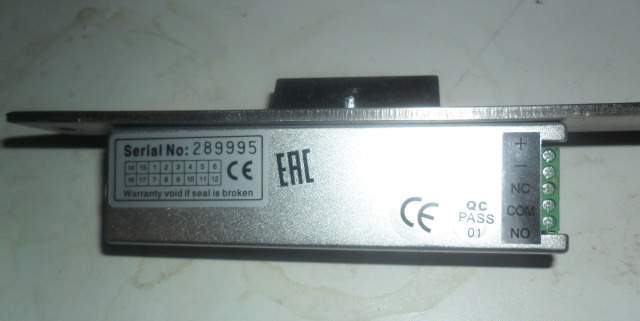 Serial No: 289995
14 15 1 2 3 4 5 6
16 17 7 8 9 10 11 12
CE
Warranty void if seal is broken
EAC
CE
QC
PASS
01
+
−
NC
COM
NO